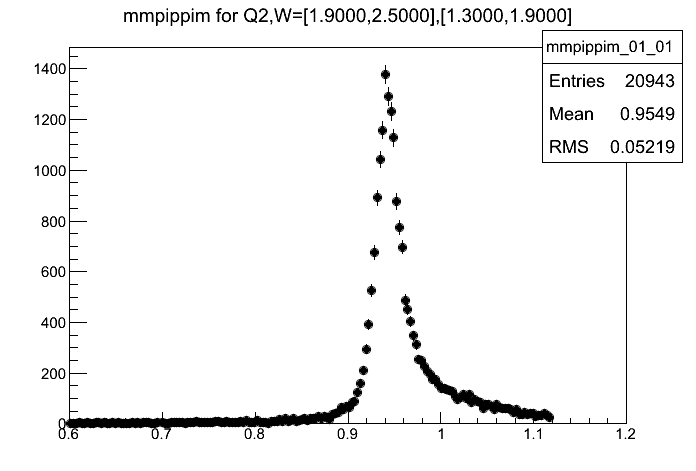 mmpippim for Q2,W=[1.9000,2.5000],[1.3000,1.9000]
mmpippim_01_01
Entries 20943
Mean 0.9549
RMS 0.05219
1400
1200
1000
800
600
400
200
0
0.6 0.7 0.8 0.9 1 1.1 1.2